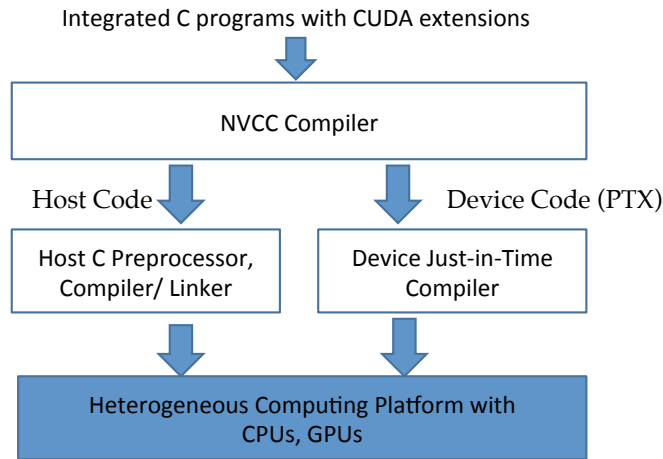 Integrated C programs with CUDA extensions
NVCC Compiler
Host Code
Device Code (PTX)
Host C Preprocessor,
Compiler/ Linker
Device Just-in-Time
Compiler
Heterogeneous Computing Platform with
CPUs, GPUs